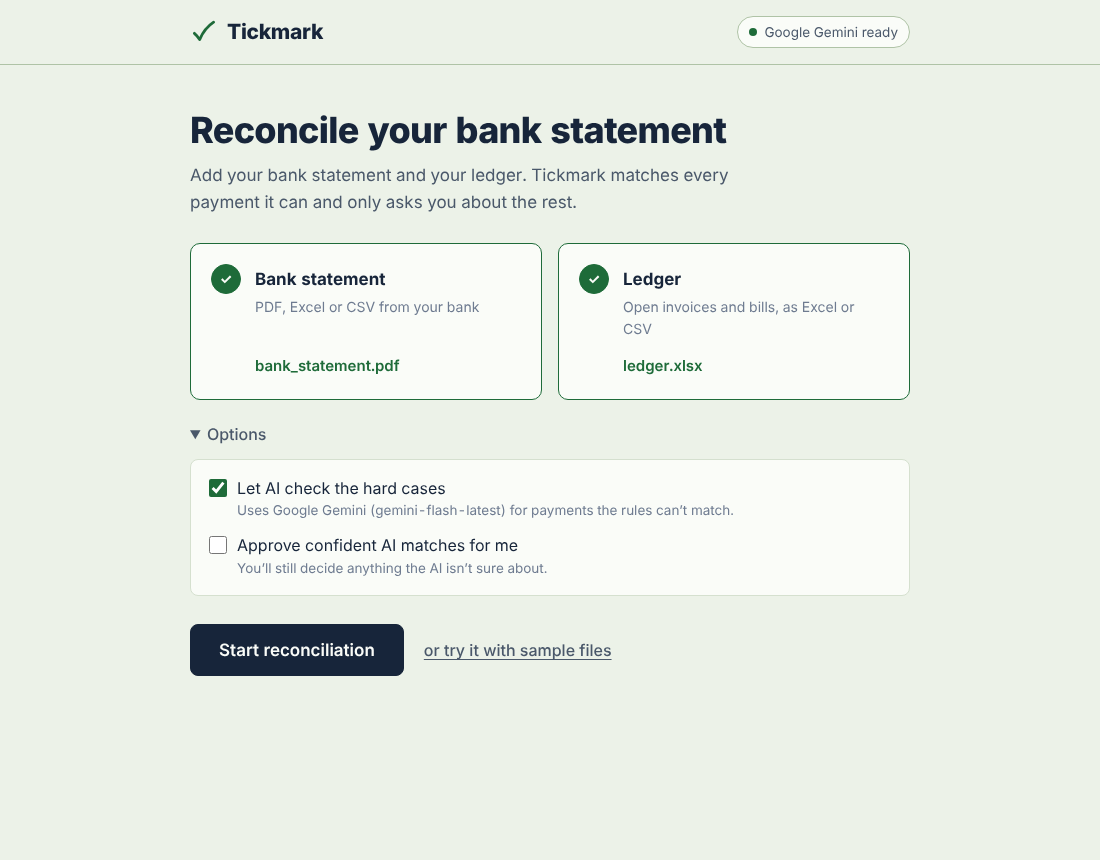 Tickmark
Google Gemini ready
Reconcile your bank statement
Add your bank statement and your ledger. Tickmark matches every
payment it can and only asks you about the rest.
Bank statement
PDF, Excel or CSV from your bank
bank_statement.pdf
Ledger
Open invoices and bills, as Excel or
CSV
ledger.xlsx
Options
Let AI check the hard cases
Uses Google Gemini (gemini-flash-latest) for payments the rules can’t match.
Approve confident AI matches for me
You’ll still decide anything the AI isn’t sure about.
Start reconciliation
or try it with sample files